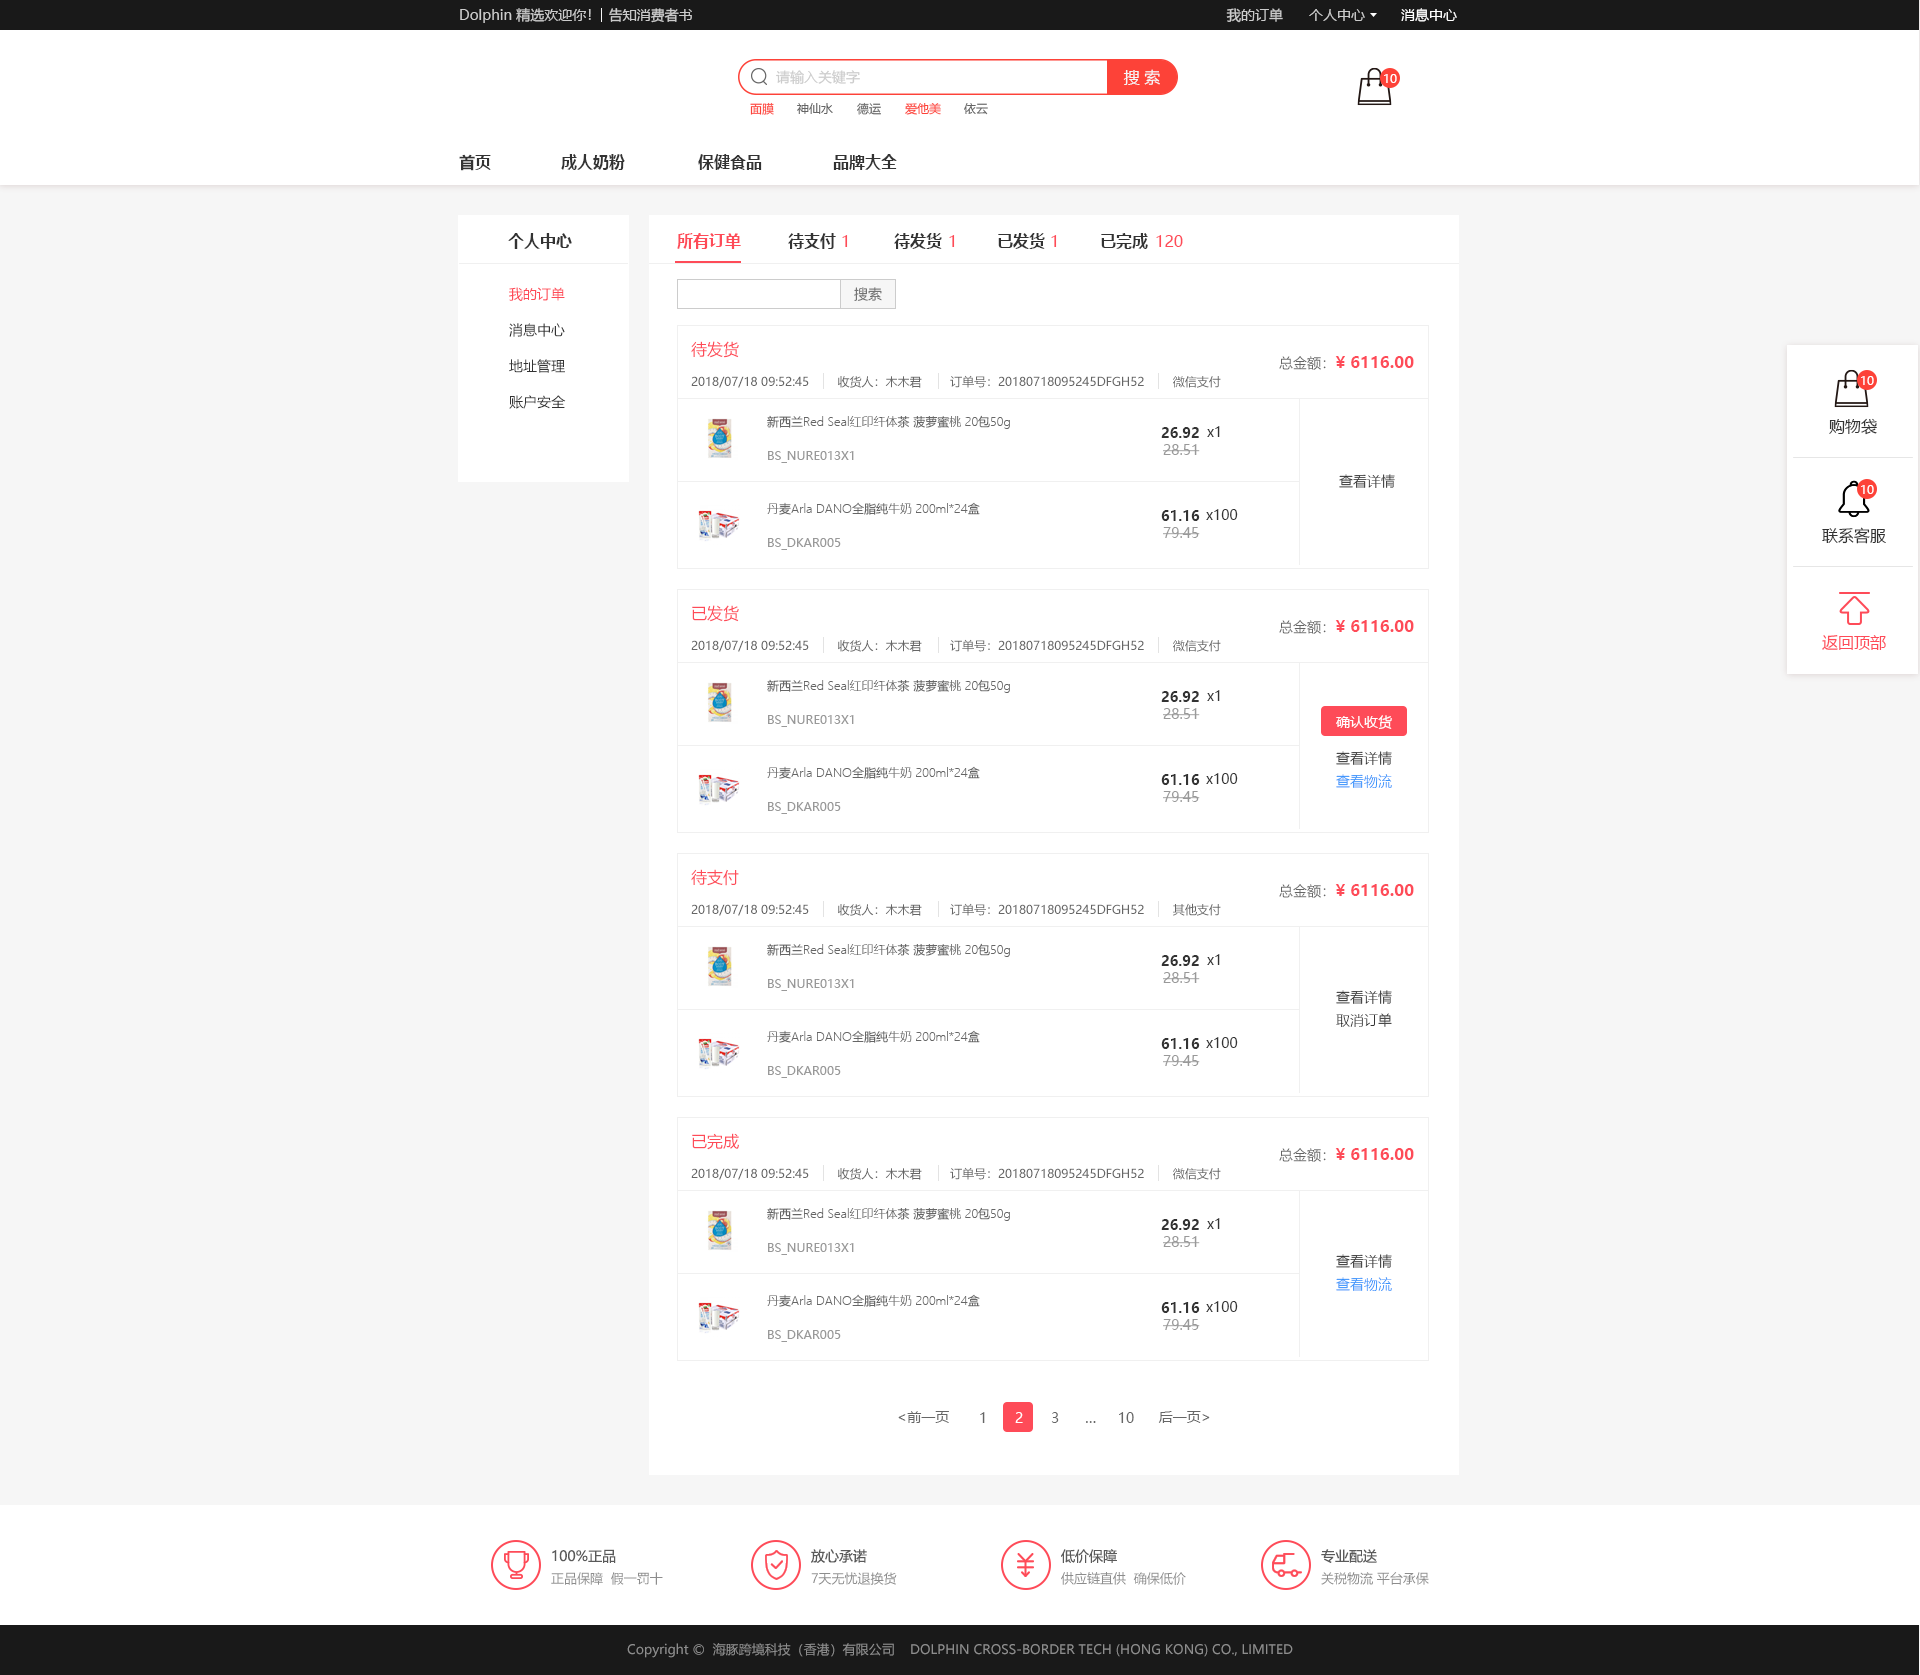 Dolphin 精选欢迎你! | 告知消费者书 我的订单 个人中心 消息中心
请输入关键字 搜 索 10
面膜 神仙水 德运 爱他美 依云
首页 成人奶粉 保健食品 品牌大全
个人中心
我的订单
消息中心
地址管理
账户安全
所有订单 待支付 1 待发货 1 已发货 1 已完成 120
搜索
待发货
总金额：¥ 6116.00
2018/07/18 09:52:45 收货人：木木君 订单号：20180718095245DFGH52 微信支付
新西兰Red Seal红印纤体茶 菠萝蜜桃 20包50g
26.92 x1
28.51
BS_NURE013X1
查看详情
丹麦Arla DANO全脂纯牛奶 200ml*24盒
61.16 x100
79.45
BS_DKAR005
已发货
总金额：¥ 6116.00
2018/07/18 09:52:45 收货人：木木君 订单号：20180718095245DFGH52 微信支付
新西兰Red Seal红印纤体茶 菠萝蜜桃 20包50g
26.92 x1
28.51
BS_NURE013X1
确认收货
查看详情
查看物流
丹麦Arla DANO全脂纯牛奶 200ml*24盒
61.16 x100
79.45
BS_DKAR005
待支付
总金额：¥ 6116.00
2018/07/18 09:52:45 收货人：木木君 订单号：20180718095245DFGH52 其他支付
新西兰Red Seal红印纤体茶 菠萝蜜桃 20包50g
26.92 x1
28.51
BS_NURE013X1
查看详情
取消订单
丹麦Arla DANO全脂纯牛奶 200ml*24盒
61.16 x100
79.45
BS_DKAR005
已完成
总金额：¥ 6116.00
2018/07/18 09:52:45 收货人：木木君 订单号：20180718095245DFGH52 微信支付
新西兰Red Seal红印纤体茶 菠萝蜜桃 20包50g
26.92 x1
28.51
BS_NURE013X1
查看详情
查看物流
丹麦Arla DANO全脂纯牛奶 200ml*24盒
61.16 x100
79.45
BS_DKAR005
<前一页 1 2 3 ... 10 后一页>
10
购物袋
10
联系客服
返回顶部
100%正品
正品保障 假一罚十
放心承诺
7天无忧退换货
低价保障
供应链直供 确保低价
专业配送
关税物流 平台承保
Copyright © 海豚跨境科技（香港）有限公司 DOLPHIN CROSS-BORDER TECH (HONG KONG) CO., LIMITED